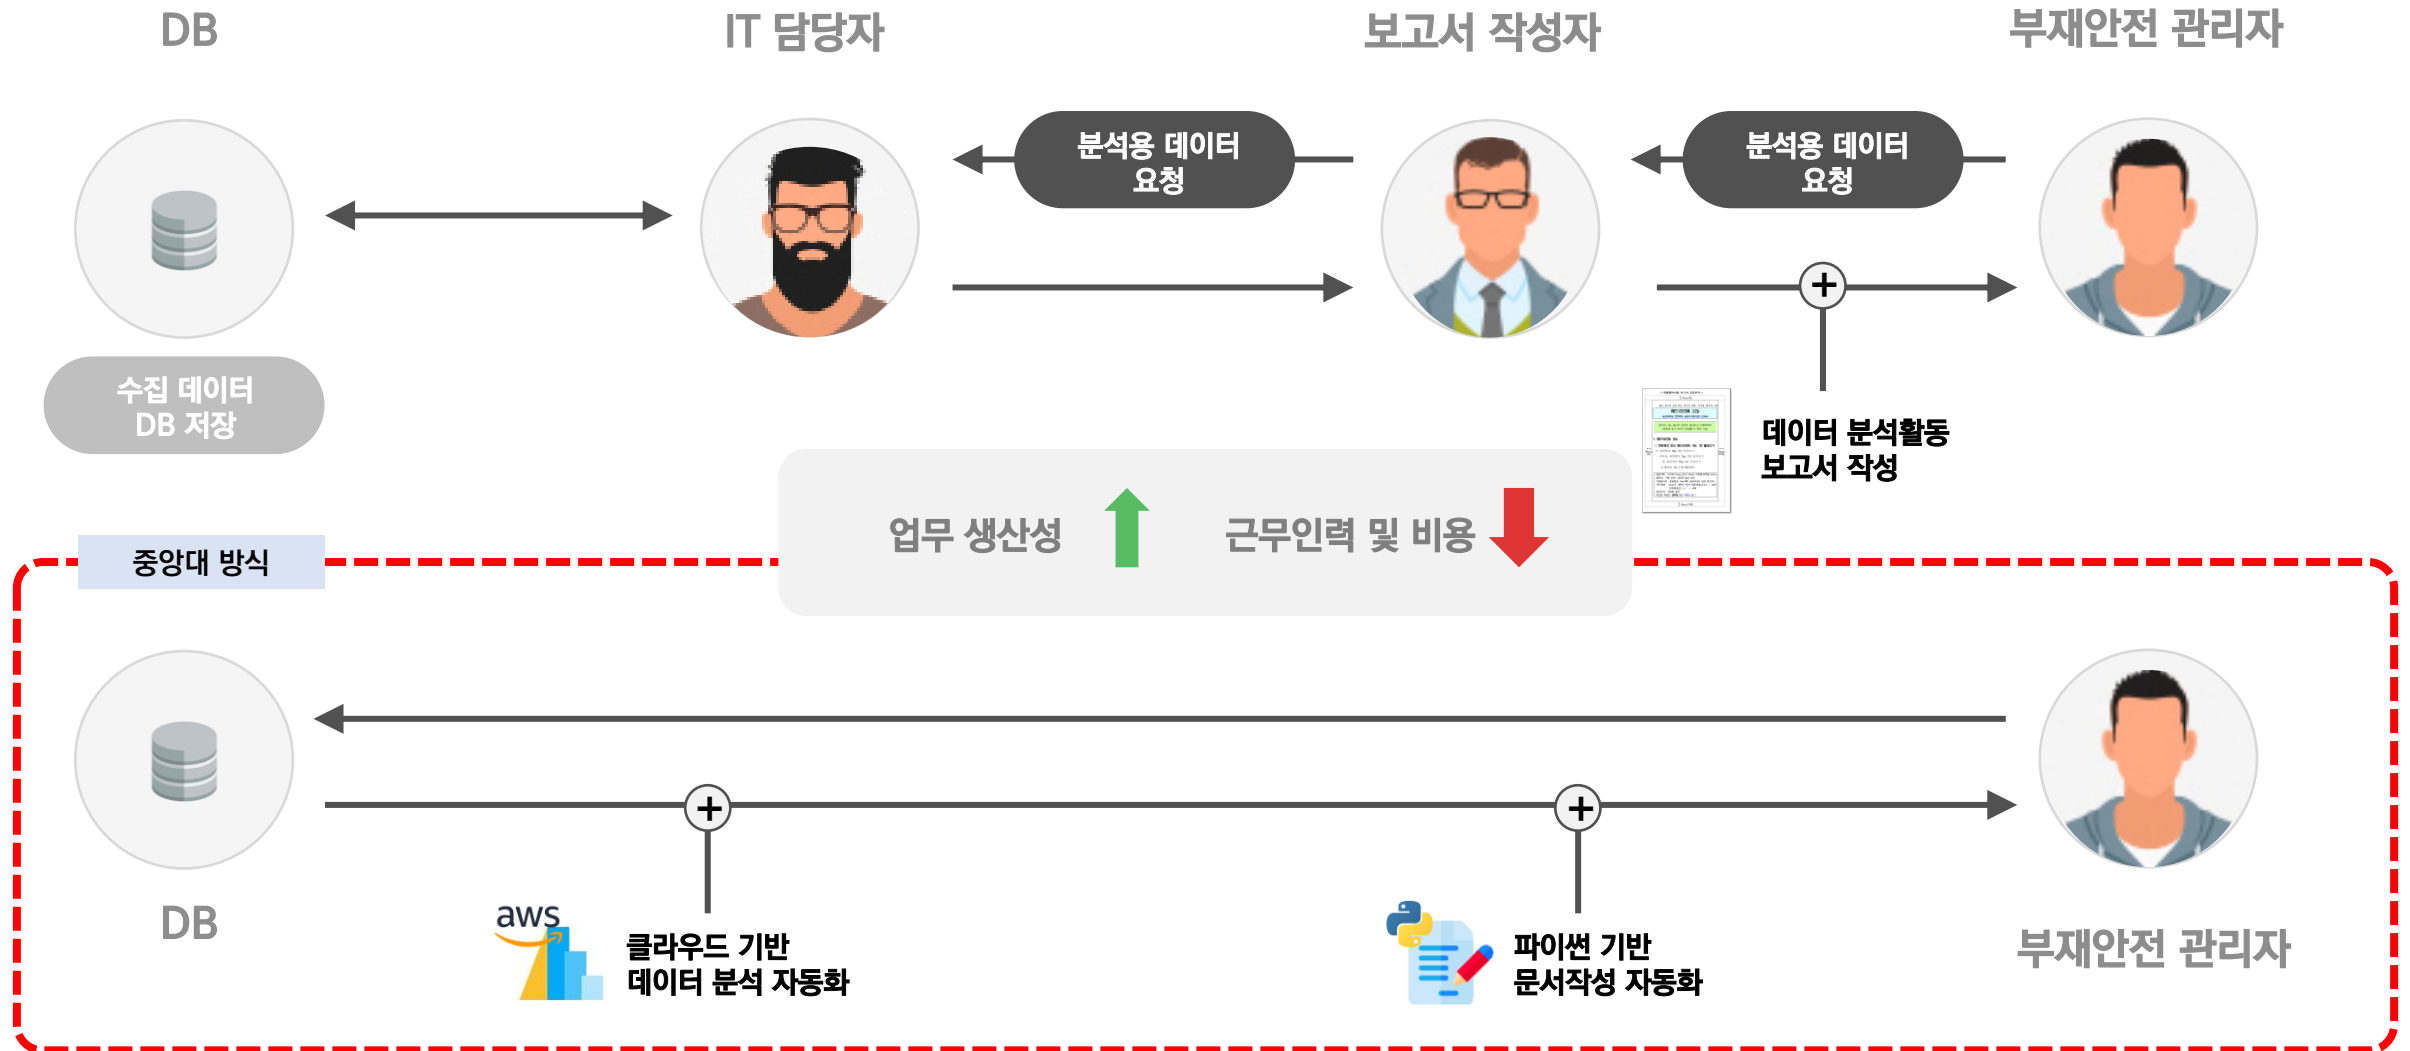 DB
IT 담당자
보고서 작성자
부재안전 관리자
분석용 데이터
요청
분석용 데이터
요청
수집 데이터
DB 저장
데이터 분석활동
보고서 작성
업무 생산성
근무인력 및 비용
중앙대 방식
DB
aws
클라우드 기반
데이터 분석 자동화
파이썬 기반
문서작성 자동화
부재안전 관리자